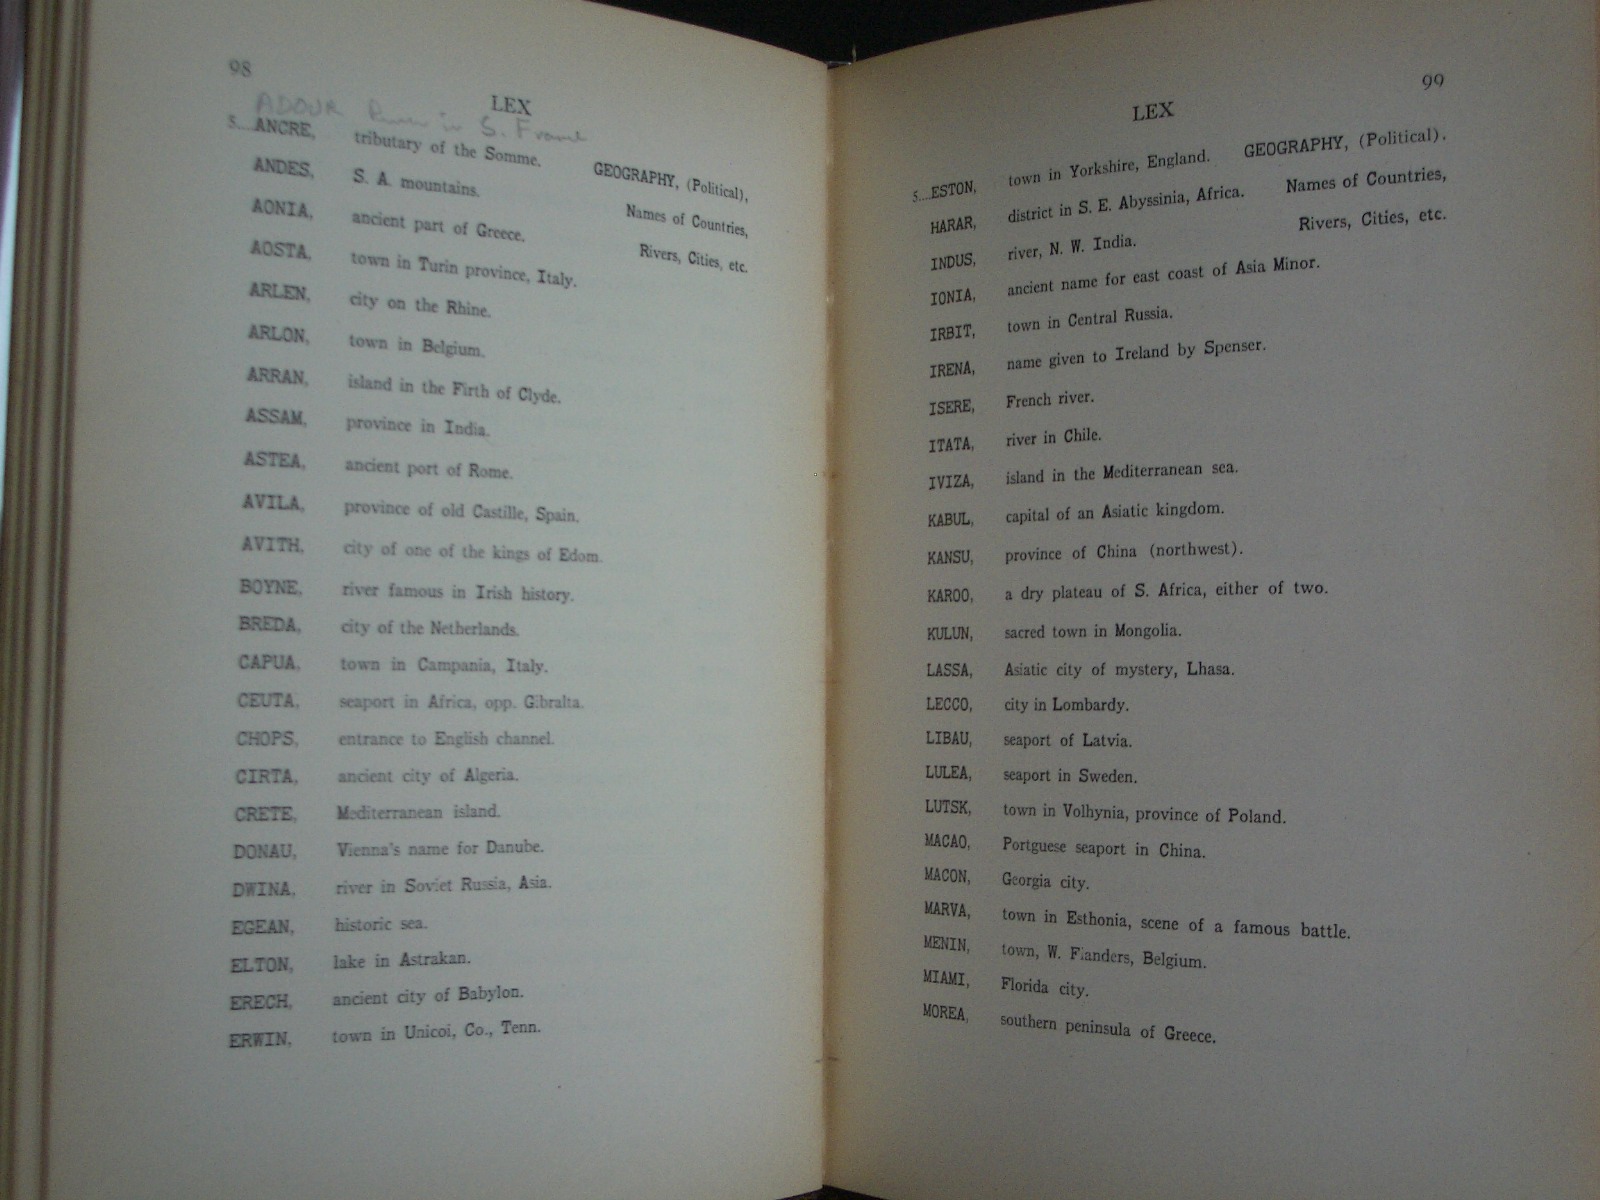 98
LEX
ADOUR River in S. France
5....ANCRE, tributary of the Somme. GEOGRAPHY, (Political),
ANDES, S. A. mountains. Names of Countries,
AONIA, ancient part of Greece. Rivers, Cities, etc.
AOSTA, town in Turin province, Italy.
ARLEN, city on the Rhine.
ARLON, town in Belgium.
ARRAN, island in the Firth of Clyde.
ASSAM, province in India.
ASTEA, ancient port of Rome.
AVILA, province of old Castille, Spain.
AVITH, city of one of the kings of Edom.
BOYNE, river famous in Irish history.
BREDA, city of the Netherlands.
CAPUA, town in Campania, Italy.
CEUTA, seaport in Africa, opp. Gibralta.
CHOPS, entrance to English channel.
CIRTA, ancient city of Algeria.
CRETE, Mediterranean island.
DONAU, Vienna's name for Danube.
DWINA, river in Soviet Russia, Asia.
EGEAN, historic sea.
ELTON, lake in Astrakan.
ERECH, ancient city of Babylon.
ERWIN, town in Unicoi, Co., Tenn.
99
LEX
5....ESTON, town in Yorkshire, England. GEOGRAPHY, (Political).
HARAR, district in S. E. Abyssinia, Africa. Names of Countries,
INDUS, river, N. W. India. Rivers, Cities, etc.
IONIA, ancient name for east coast of Asia Minor.
IRBIT, town in Central Russia.
IRENA, name given to Ireland by Spenser.
ISERE, French river.
ITATA, river in Chile.
IVIZA, island in the Mediterranean sea.
KABUL, capital of an Asiatic kingdom.
KANSU, province of China (northwest).
KAROO, a dry plateau of S. Africa, either of two.
KULUN, sacred town in Mongolia.
LASSA, Asiatic city of mystery, Lhasa.
LECCO, city in Lombardy.
LIBAU, seaport of Latvia.
LULEA, seaport in Sweden.
LUTSK, town in Volhynia, province of Poland.
MACAO, Portguese seaport in China.
MACON, Georgia city.
MARVA, town in Esthonia, scene of a famous battle.
MENIN, town, W. Flanders, Belgium.
MIAMI, Florida city.
MOREA, southern peninsula of Greece.